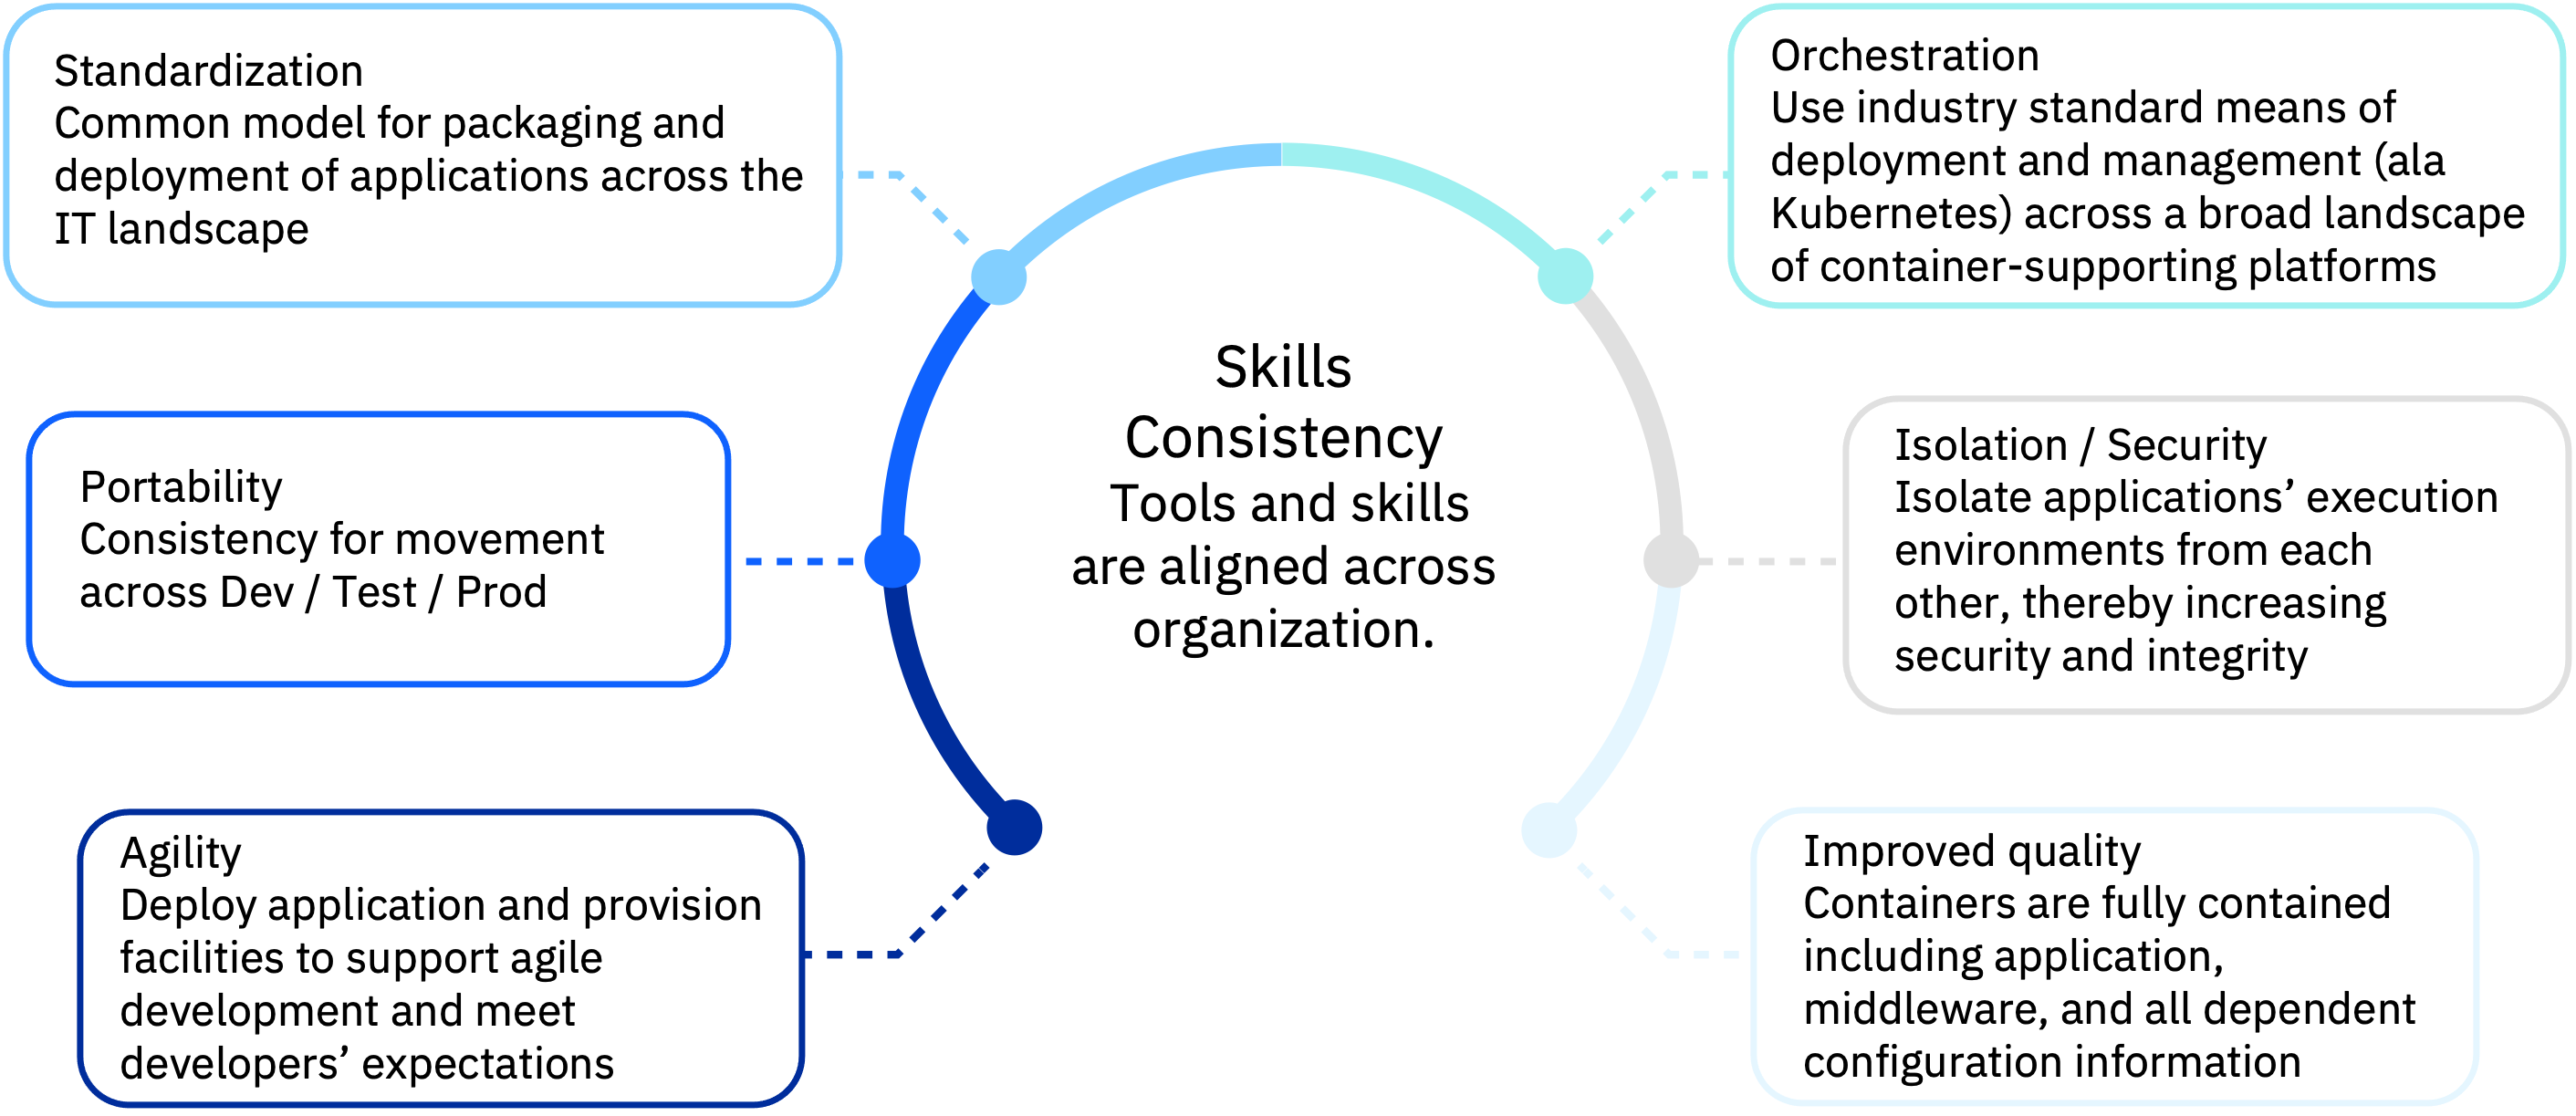 Standardization
Common model for packaging and
deployment of applications across the
IT landscape
Portability
Consistency for movement
across Dev / Test / Prod
Agility
Deploy application and provision
facilities to support agile
development and meet
developers’ expectations
Skills
Consistency
Tools and skills
are aligned across
organization.
Orchestration
Use industry standard means of
deployment and management (ala
Kubernetes) across a broad landscape
of container-supporting platforms
Isolation / Security
Isolate applications’ execution
environments from each
other, thereby increasing
security and integrity
Improved quality
Containers are fully contained
including application,
middleware, and all dependent
configuration information